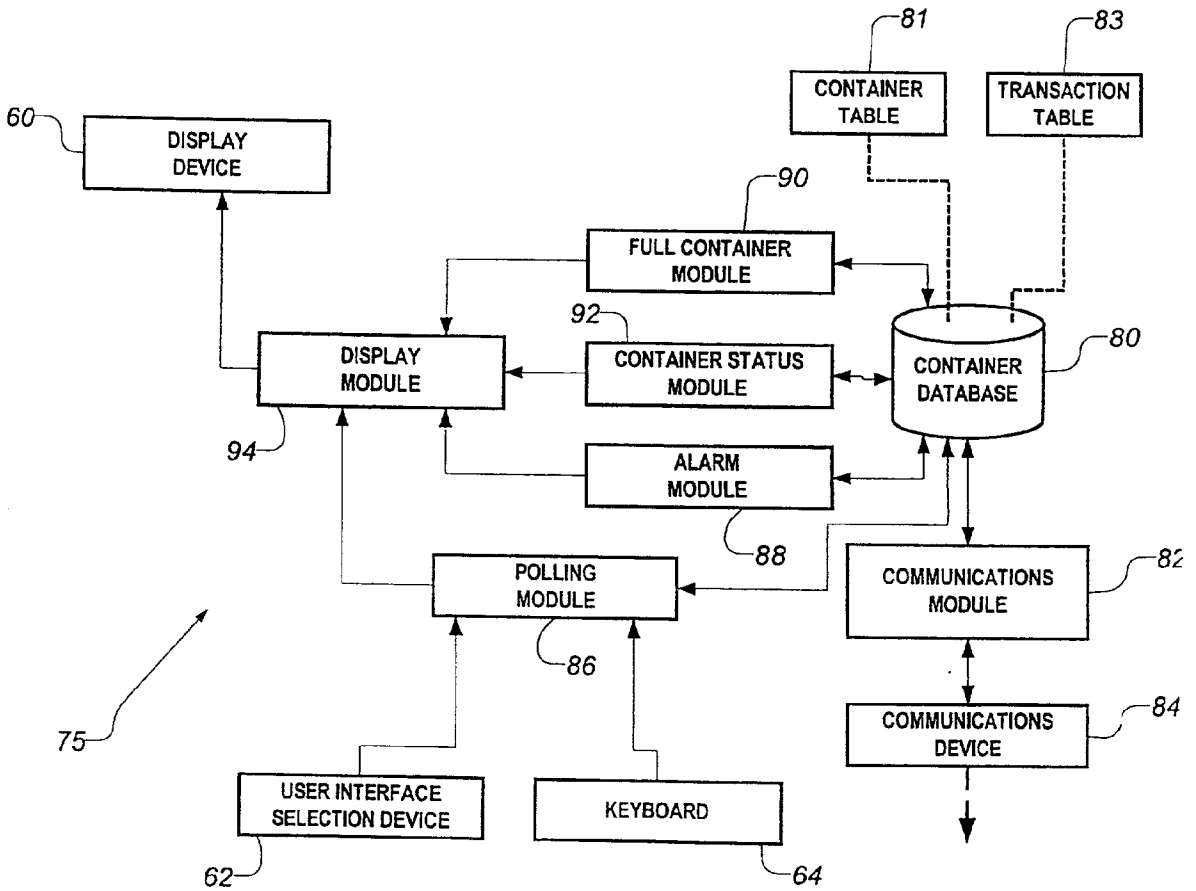 81
83
CONTAINER
TABLE
TRANSACTION
TABLE
60
DISPLAY
DEVICE
90
FULL CONTAINER
MODULE
92
DISPLAY
MODULE
CONTAINER STATUS
MODULE
CONTAINER
DATABASE
80
94
ALARM
MODULE
88
POLLING
MODULE
86
COMMUNICATIONS
MODULE
82
75
COMMUNICATIONS
DEVICE
84
USER INTERFACE
SELECTION DEVICE
KEYBOARD
62
64